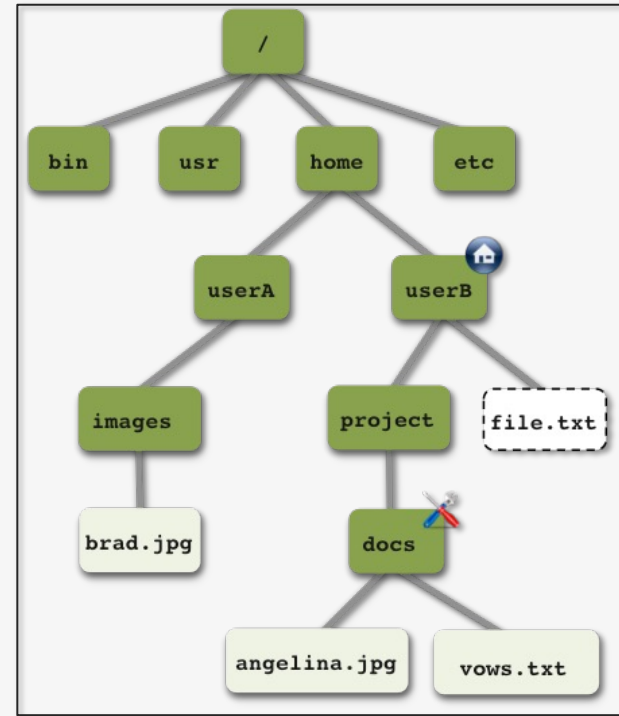 /
bin usr home etc
userA userB
images project file.txt
brad.jpg docs
angelina.jpg vows.txt